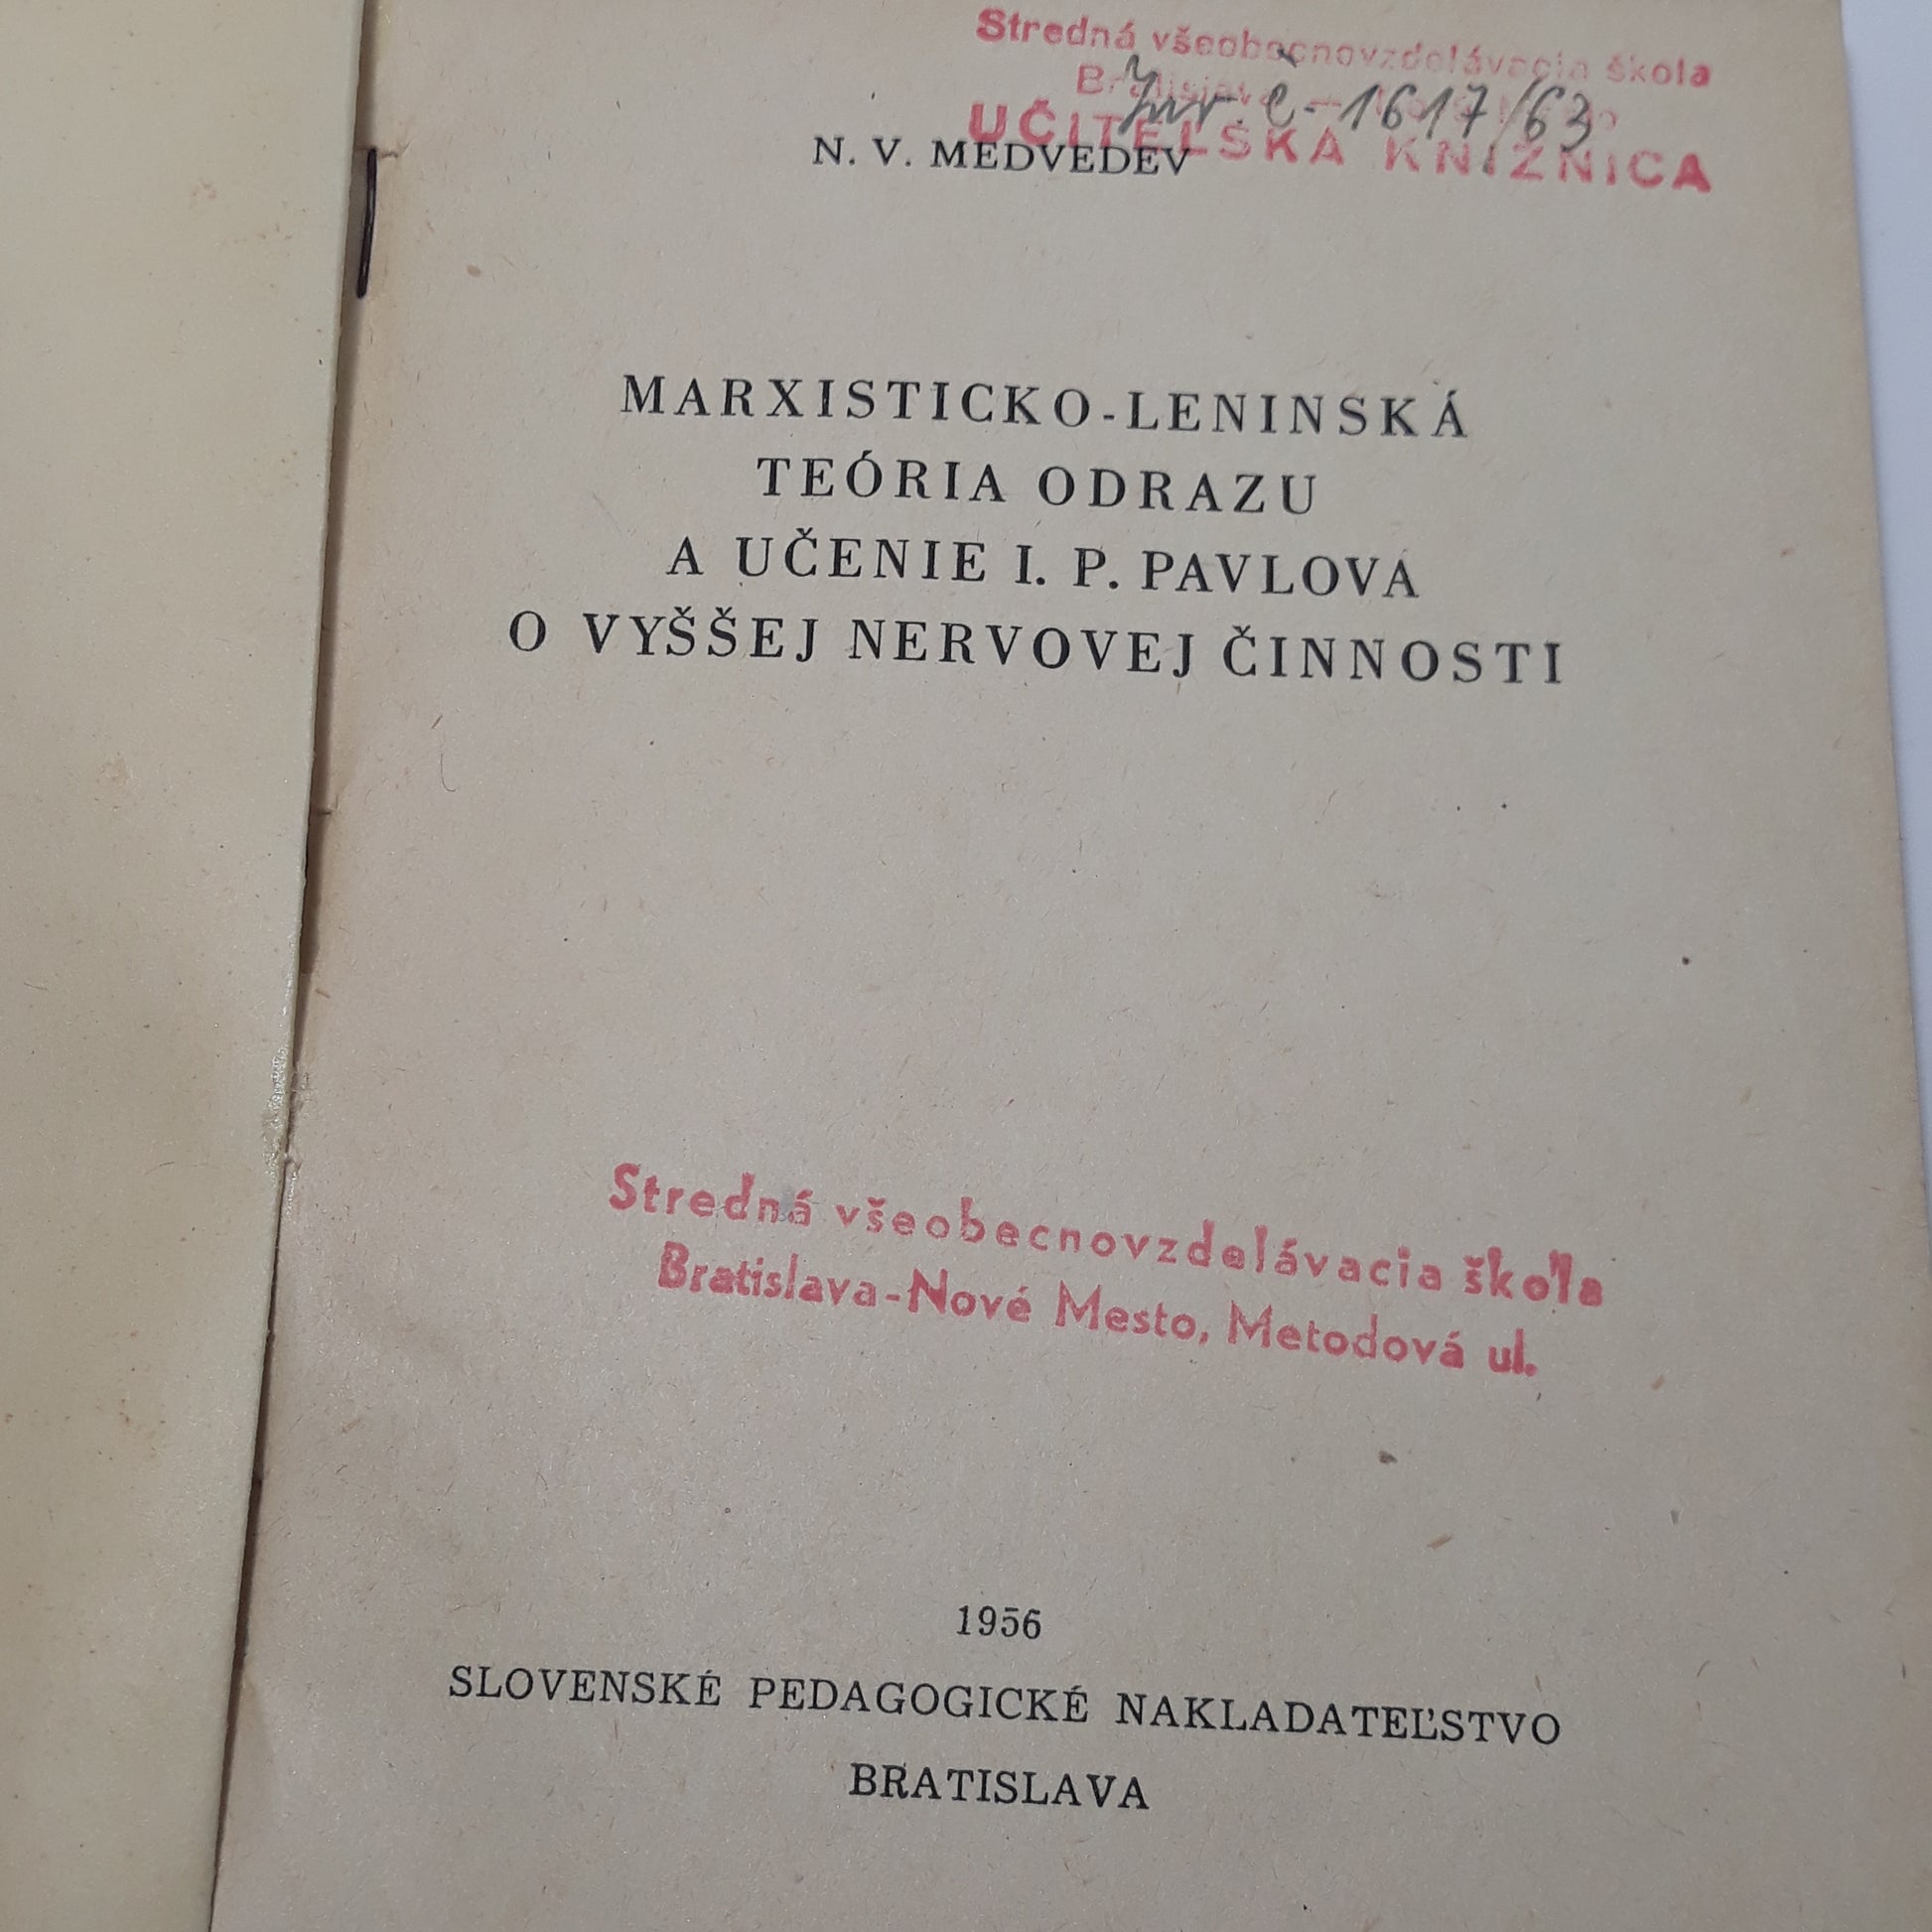 Stredná všeobecnovzdelávacia škola
Inv. č. 1617/63
UČITEĽSKÁ KNIŽNICA
N. V. MEDVEDEV
MARXISTICKO-LENINSKÁ
TEÓRIA ODRAZU
A UČENIE I. P. PAVLOVA
O VYŠŠEJ NERVOVEJ ČINNOSTI
Stredná všeobecnovzdelávacia škola
Bratislava-Nové Mesto, Metodová ul.
1956
SLOVENSKÉ PEDAGOGICKÉ NAKLADATEĽSTVO
BRATISLAVA